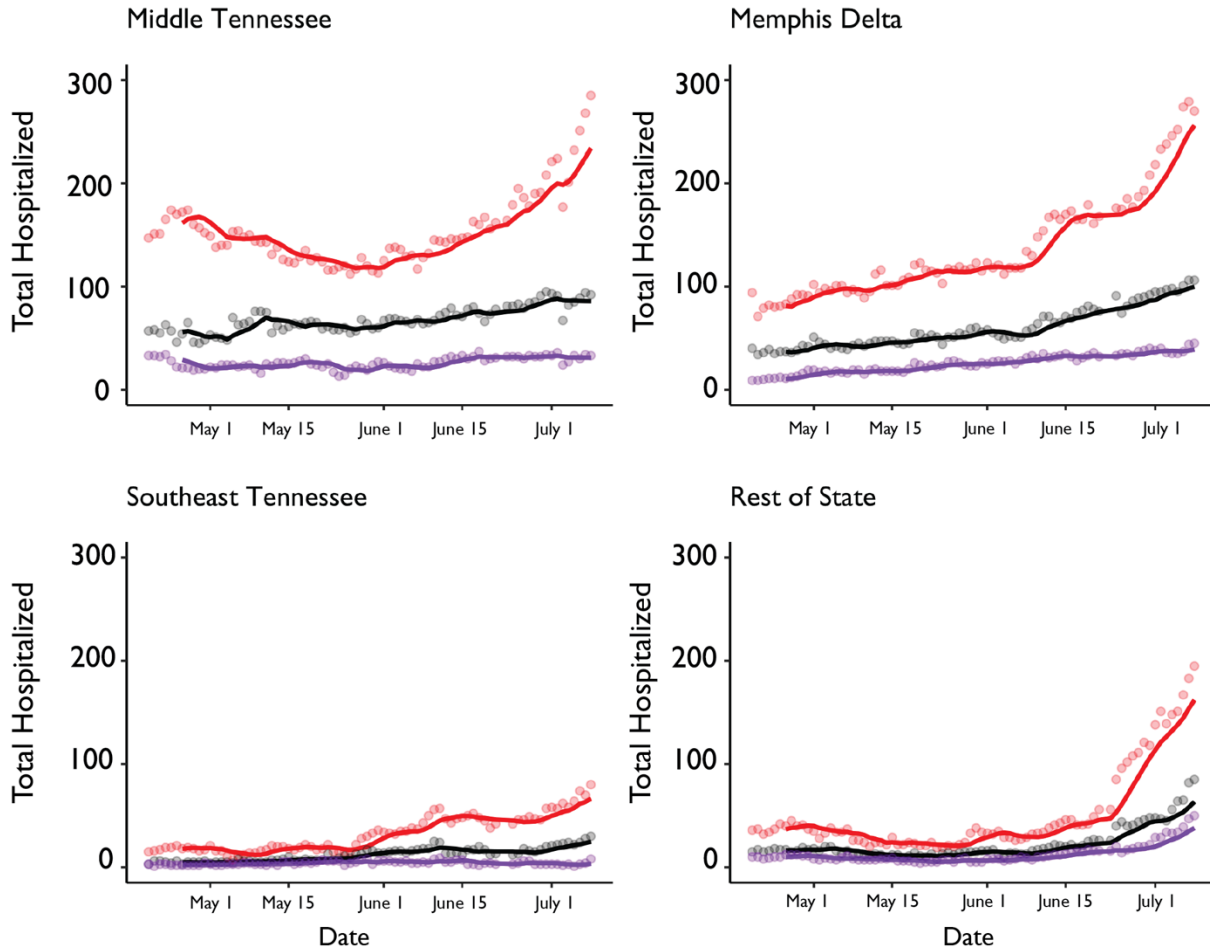 Middle Tennessee
Total Hospitalized
300
200
100
0
May 1
May 15
June 1
June 15
July 1
Memphis Delta
Total Hospitalized
300
200
100
0
May 1
May 15
June 1
June 15
July 1
Southeast Tennessee
Total Hospitalized
300
200
100
0
May 1
May 15
June 1
June 15
July 1
Date
Rest of State
Total Hospitalized
300
200
100
0
May 1
May 15
June 1
June 15
July 1
Date